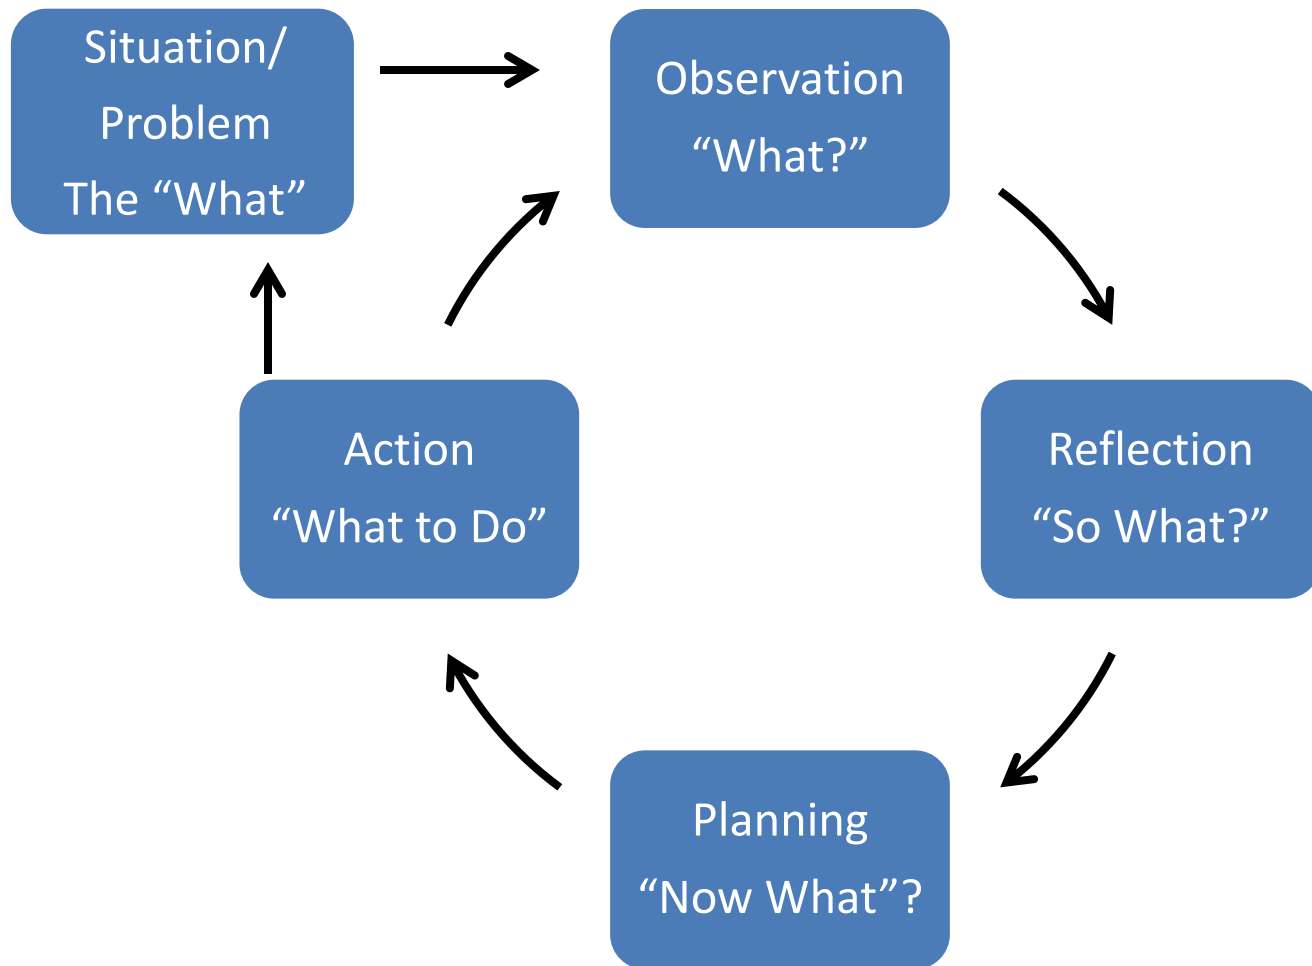 Situation/
Problem
The “What”
Observation
“What?”
Reflection
“So What?”
Planning
“Now What”?
Action
“What to Do”